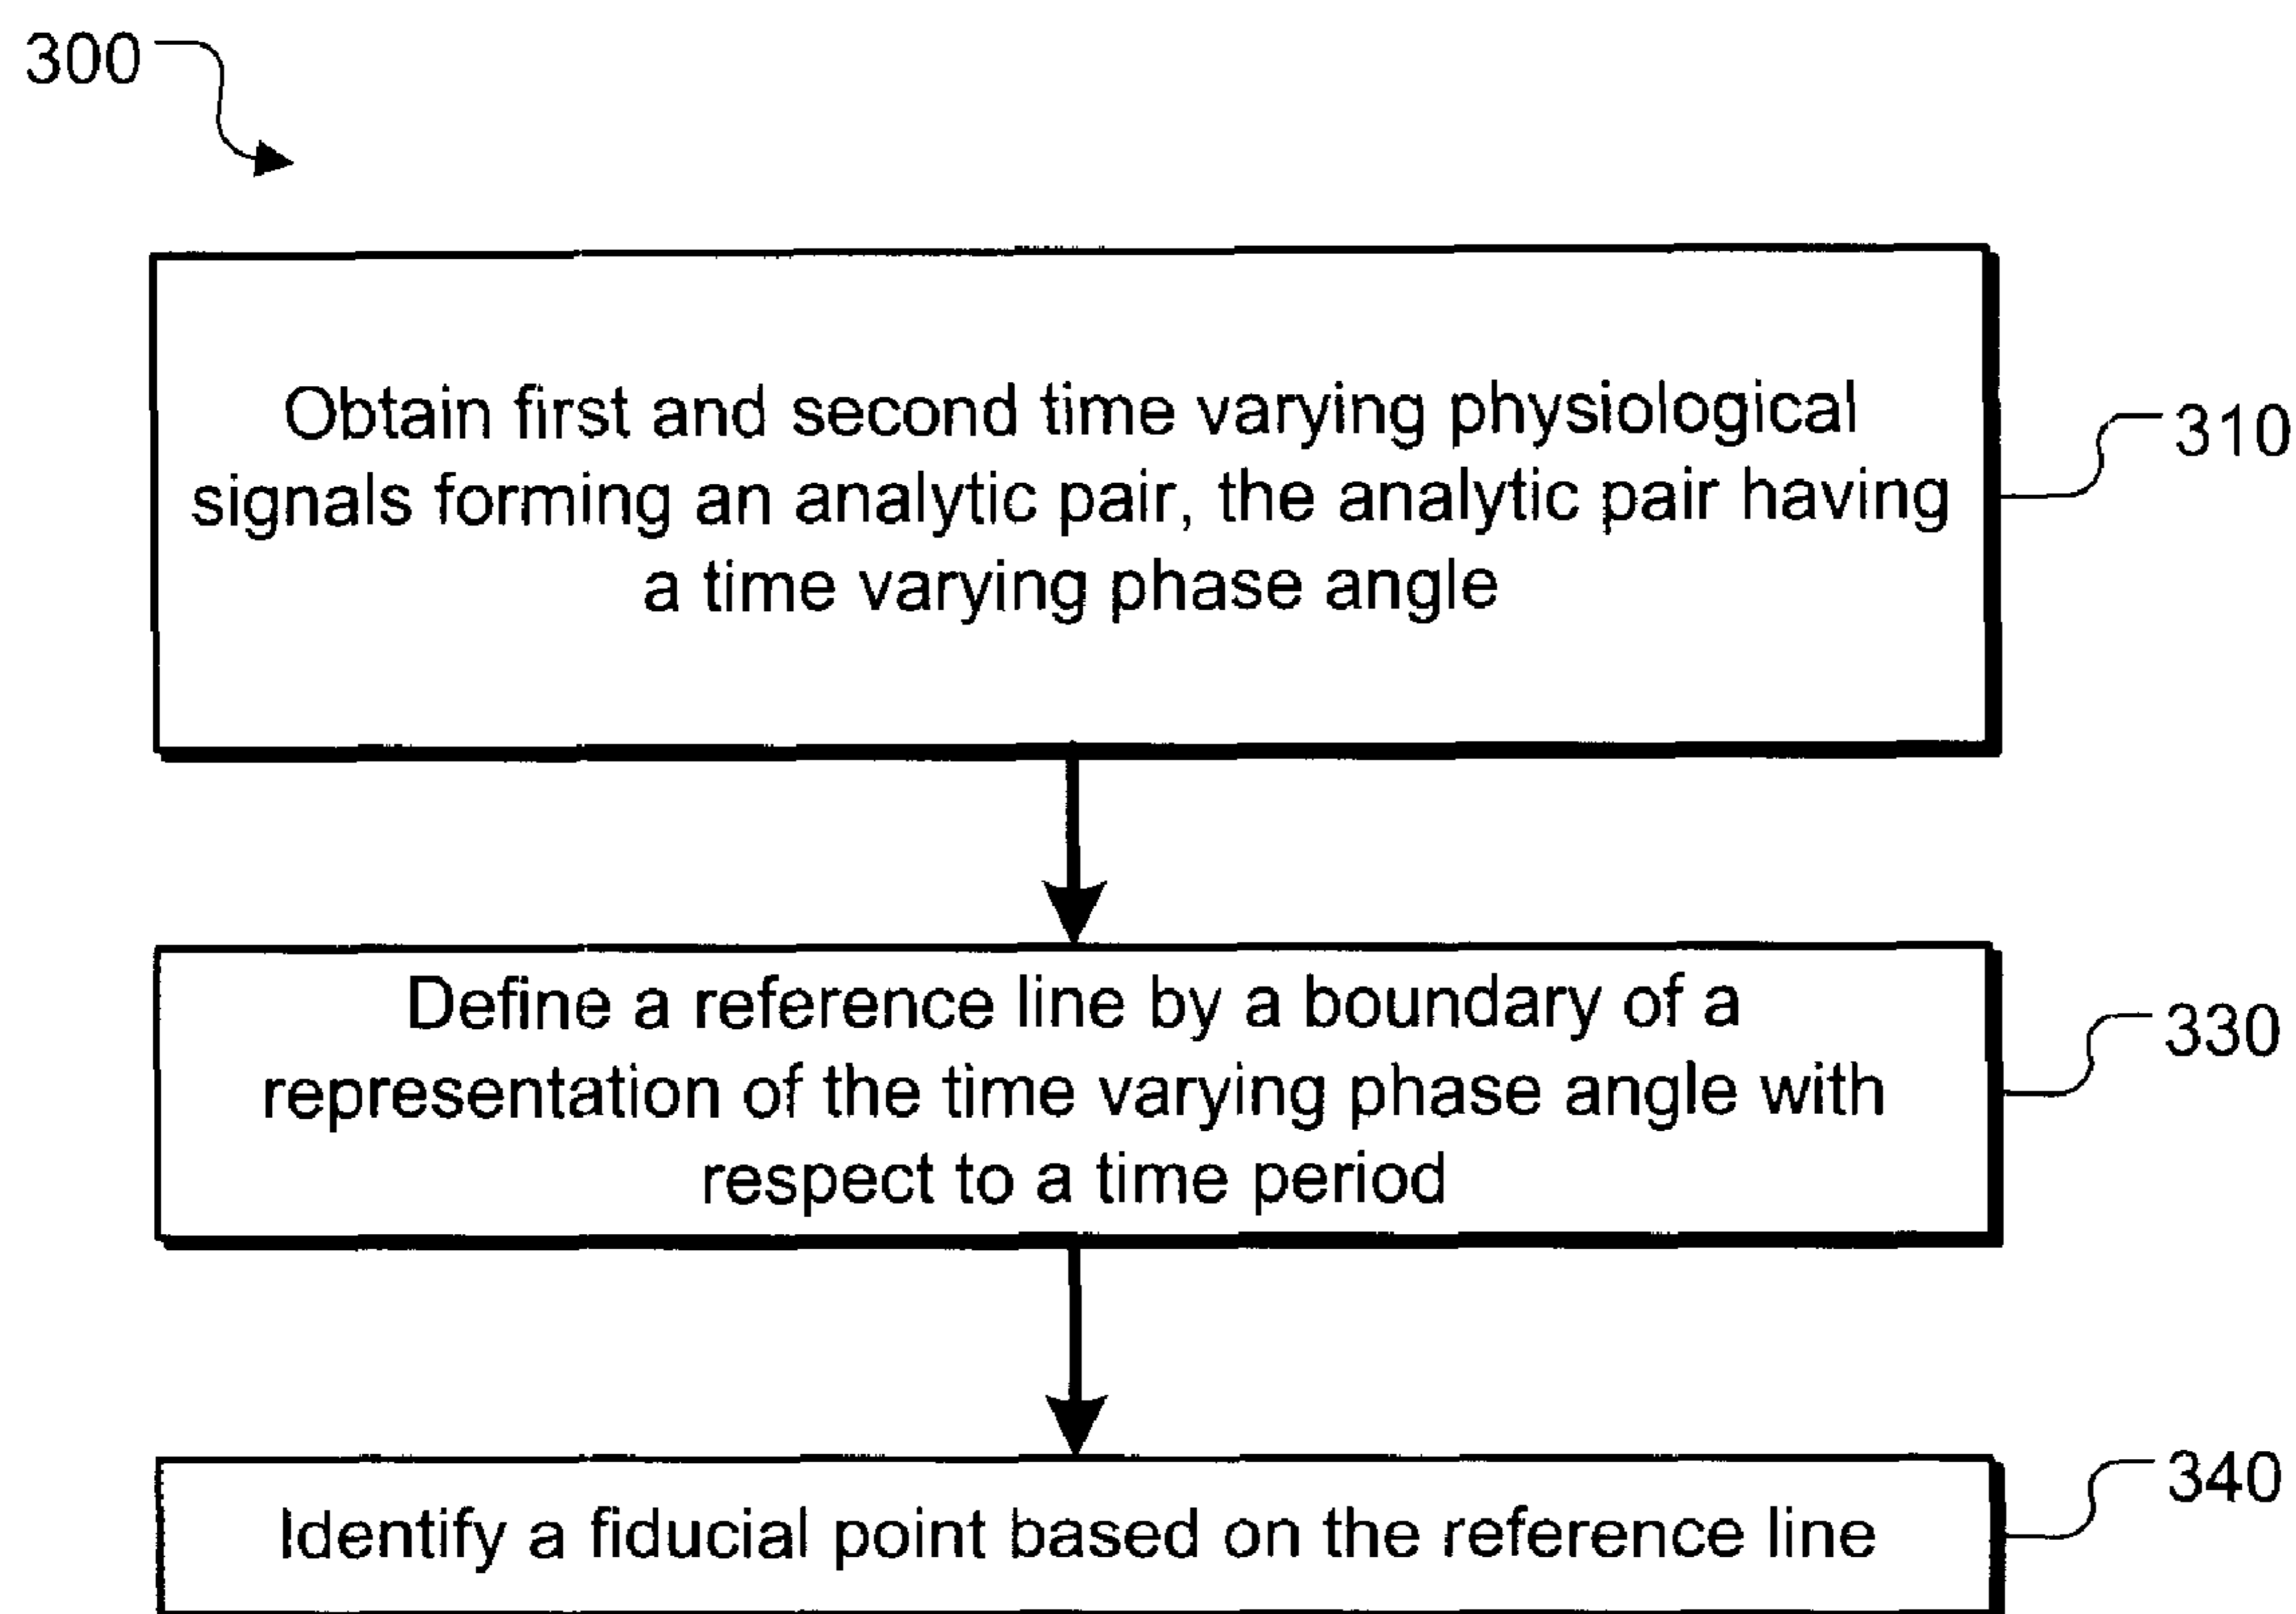 300
Obtain first and second time varying physiological
signals forming an analytic pair, the analytic pair having
a time varying phase angle
310
Define a reference line by a boundary of a
representation of the time varying phase angle with
respect to a time period
330
Identify a fiducial point based on the reference line
340